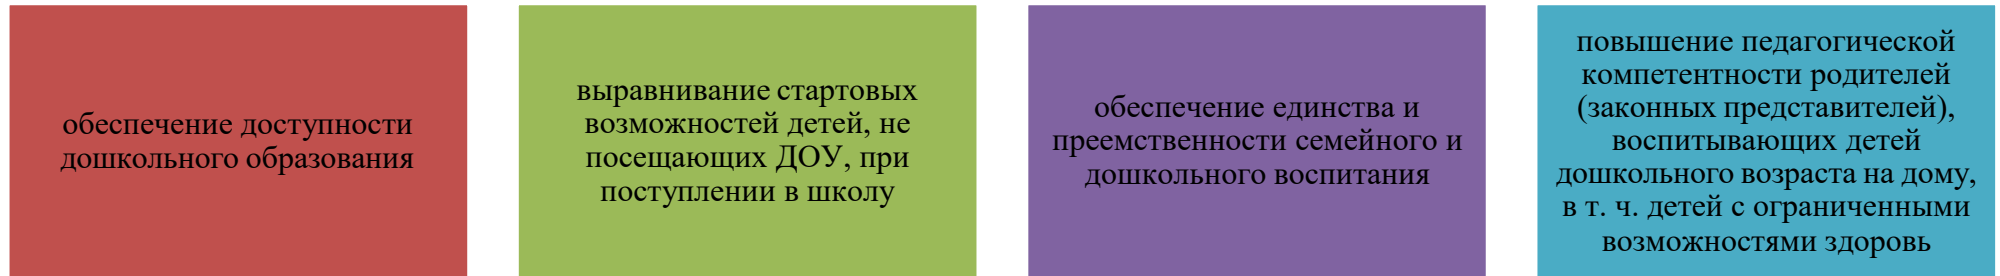 обеспечение доступности
дошкольного образования
выравнивание стартовых
возможностей детей, не
посещающих ДОУ, при
поступлении в школу
обеспечение единства и
преемственности семейного и
дошкольного воспитания
повышение педагогической
компетентности родителей
(законных представителей),
воспитывающих детей
дошкольного возраста на дому,
в т. ч. детей с ограниченными
возможностями здоровь